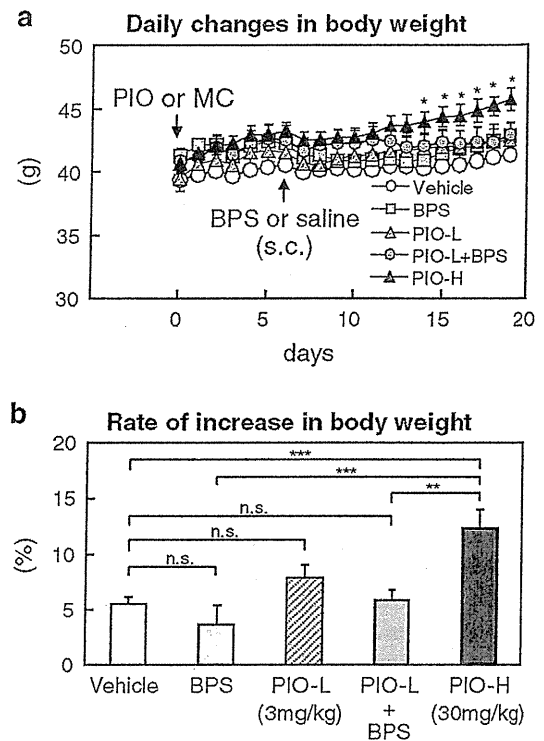 a
Daily changes in body weight
50
45
40
35
30
(g)
PIO or MC
BPS or saline
(s.c.)
* * * * * *
Vehicle
BPS
PIO-L
PIO-L+BPS
PIO-H
0 5 10 15 20
days
b
Rate of increase in body weight
20
15
10
5
0
(%)
***
***
**
n.s.
n.s.
n.s.
Vehicle BPS PIO-L PIO-L PIO-H
(3mg/kg) + (30mg/kg)
BPS